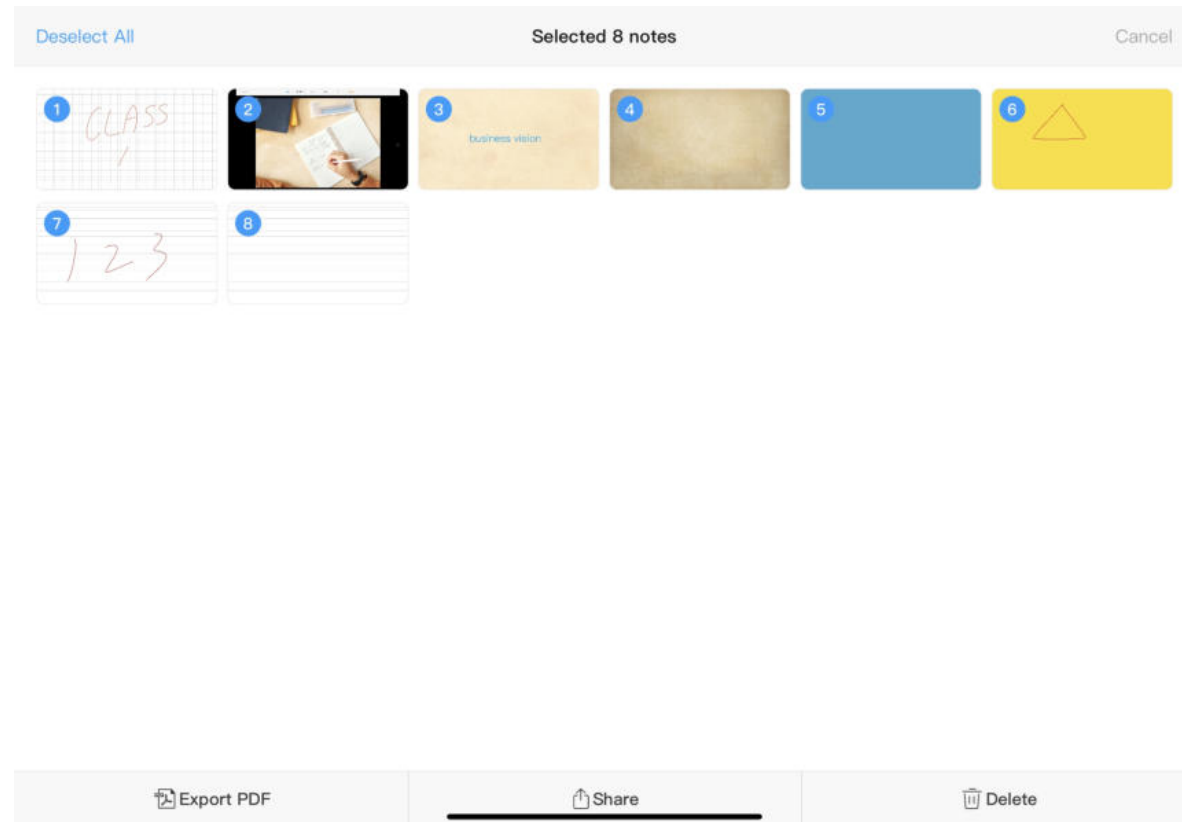 Deselect All
Selected 8 notes
Cancel
1
CLASS
/
2
3
business vision
4
5
6
7
1 2 3
8
Export PDF
Share
Delete